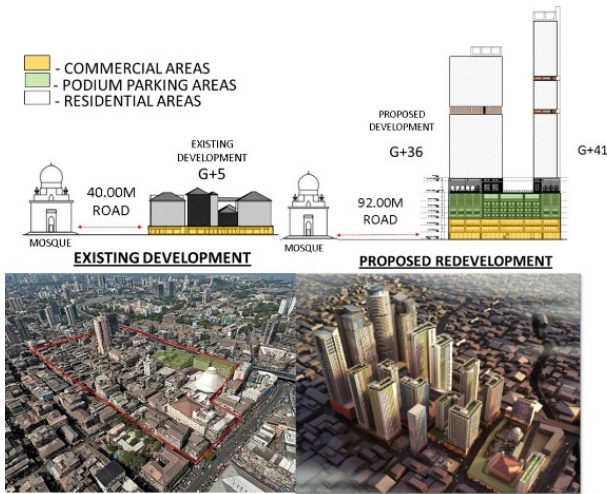 - COMMERCIAL AREAS
- PODIUM PARKING AREAS
- RESIDENTIAL AREAS
EXISTING
DEVELOPMENT
G+5
40.00M
ROAD
MOSQUE
EXISTING DEVELOPMENT
PROPOSED
DEVELOPMENT
G+36
G+41
92.00M
ROAD
MOSQUE
PROPOSED REDEVELOPMENT